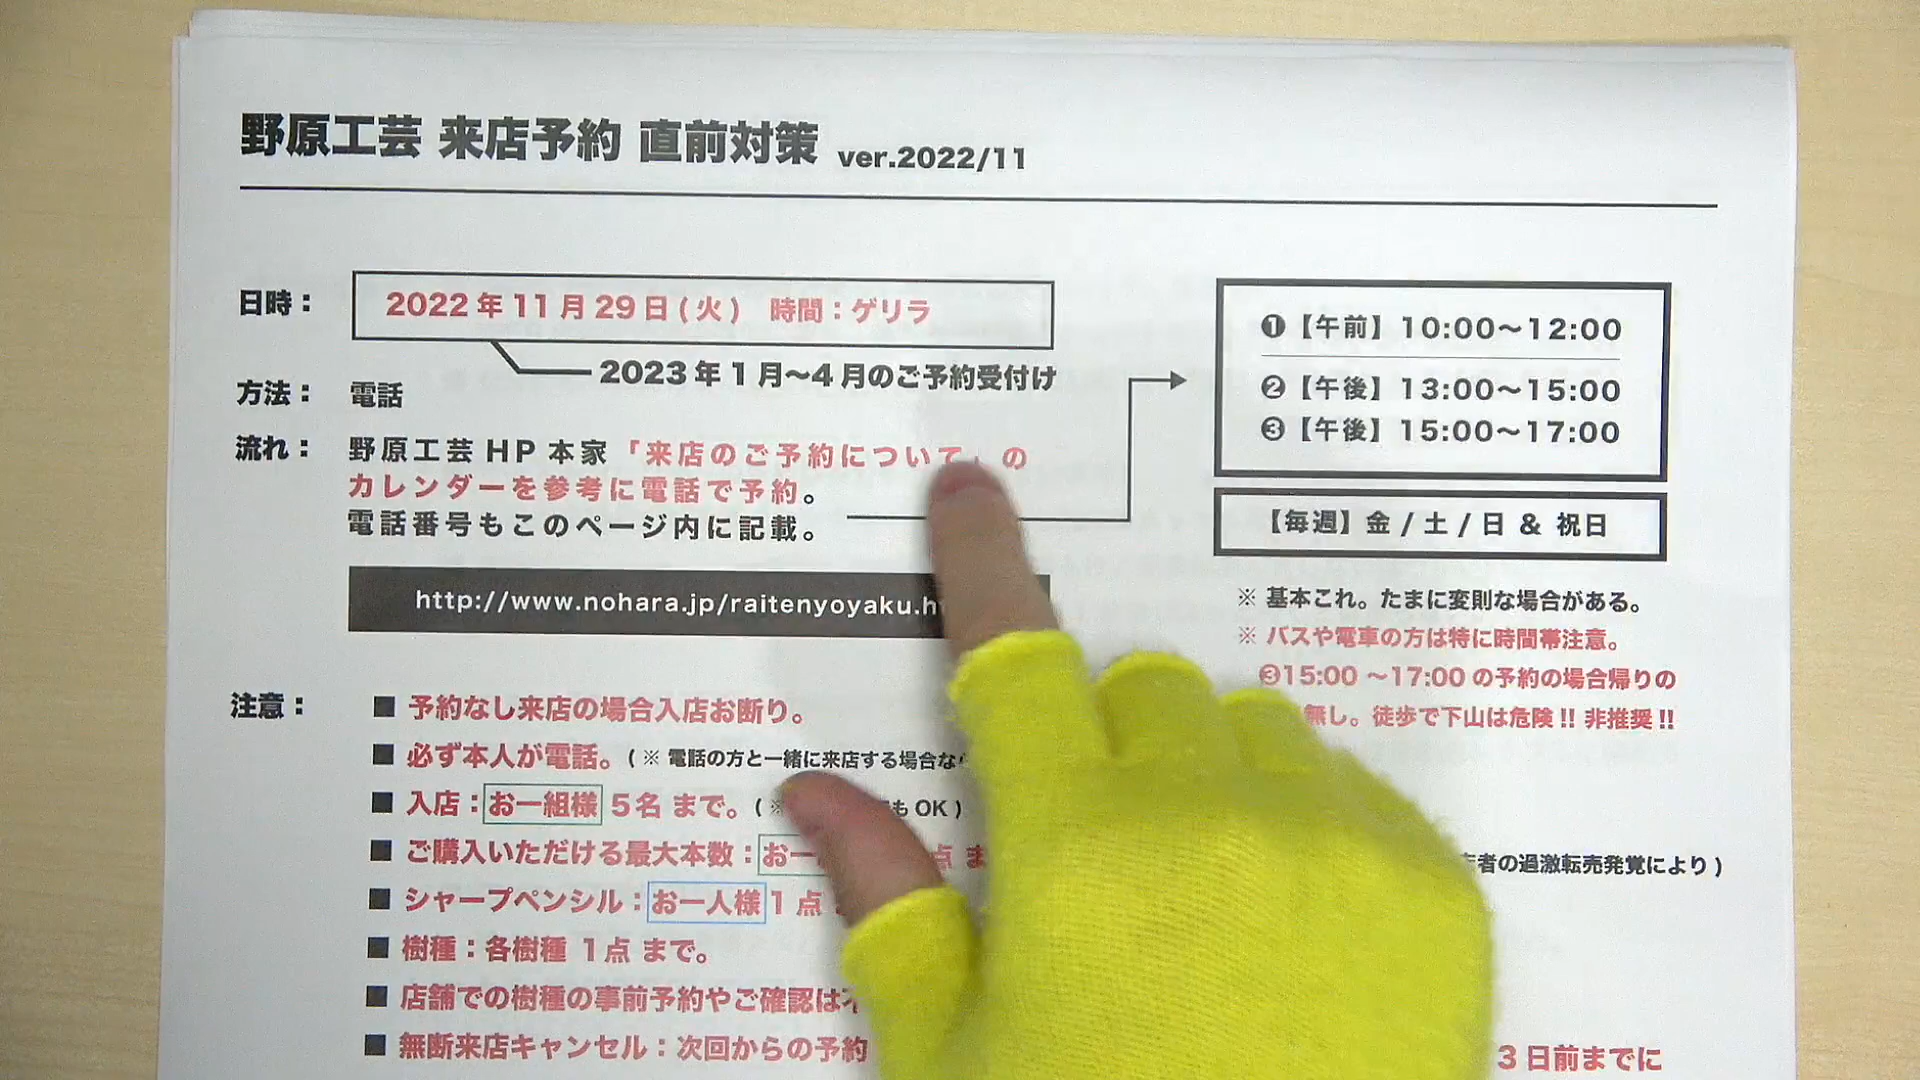 野原工芸 来店予約 直前対策 ver.2022/11
日時： 2022年11月29日(火) 時間：ゲリラ
2023年1月〜4月のご予約受付け
方法： 電話
流れ： 野原工芸HP本家「来店のご予約について」の
カレンダーを参考に電話で予約。
電話番号もこのページ内に記載。
http://www.nohara.jp/raitenyoyaku.h
❶【午前】10:00〜12:00
❷【午後】13:00〜15:00
❸【午後】15:00〜17:00
【毎週】金/土/日 & 祝日
※ 基本これ。たまに変則な場合がある。
※ バスや電車の方は特に時間帯注意。
❸15:00〜17:00の予約の場合帰りの
無し。徒歩で下山は危険!! 非推奨!!
注意： ■ 予約なし来店の場合入店お断り。
■ 必ず本人が電話。(※ 電話の方と一緒に来店する場合な
■ 入店：お一組様 5名 まで。(※ もOK)
■ ご購入いただける最大本数：お一 点 ま 者の過激転売発覚により)
■ シャープペンシル：お一人様 1点
■ 樹種：各樹種 1点 まで。
■ 店舗での樹種の事前予約やご確認は
■ 無断来店キャンセル：次回からの予約 3日前までに